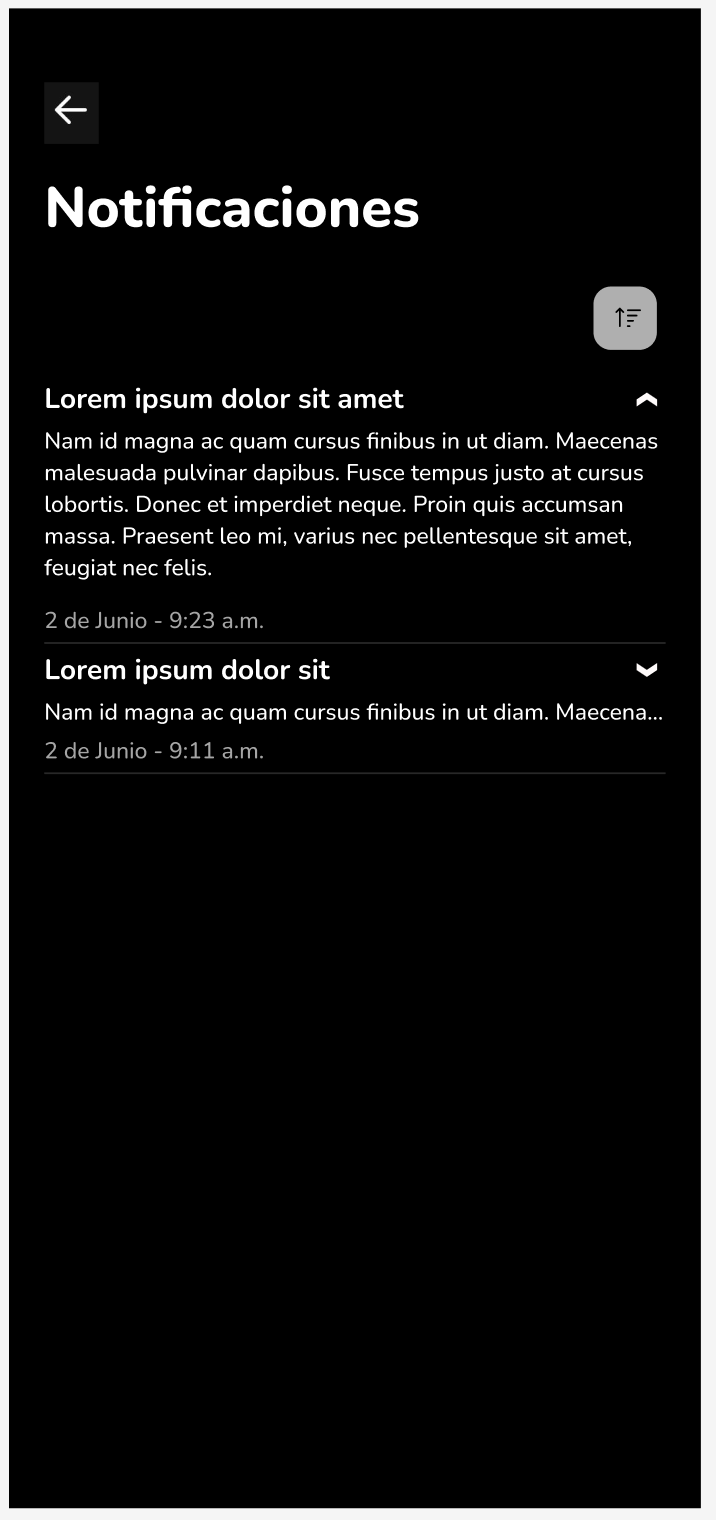 Notificaciones
Lorem ipsum dolor sit amet
Nam id magna ac quam cursus finibus in ut diam. Maecenas
malesuada pulvinar dapibus. Fusce tempus justo at cursus
lobortis. Donec et imperdiet neque. Proin quis accumsan
massa. Praesent leo mi, varius nec pellentesque sit amet,
feugiat nec felis.
2 de Junio - 9:23 a.m.
Lorem ipsum dolor sit
Nam id magna ac quam cursus finibus in ut diam. Maecena...
2 de Junio - 9:11 a.m.